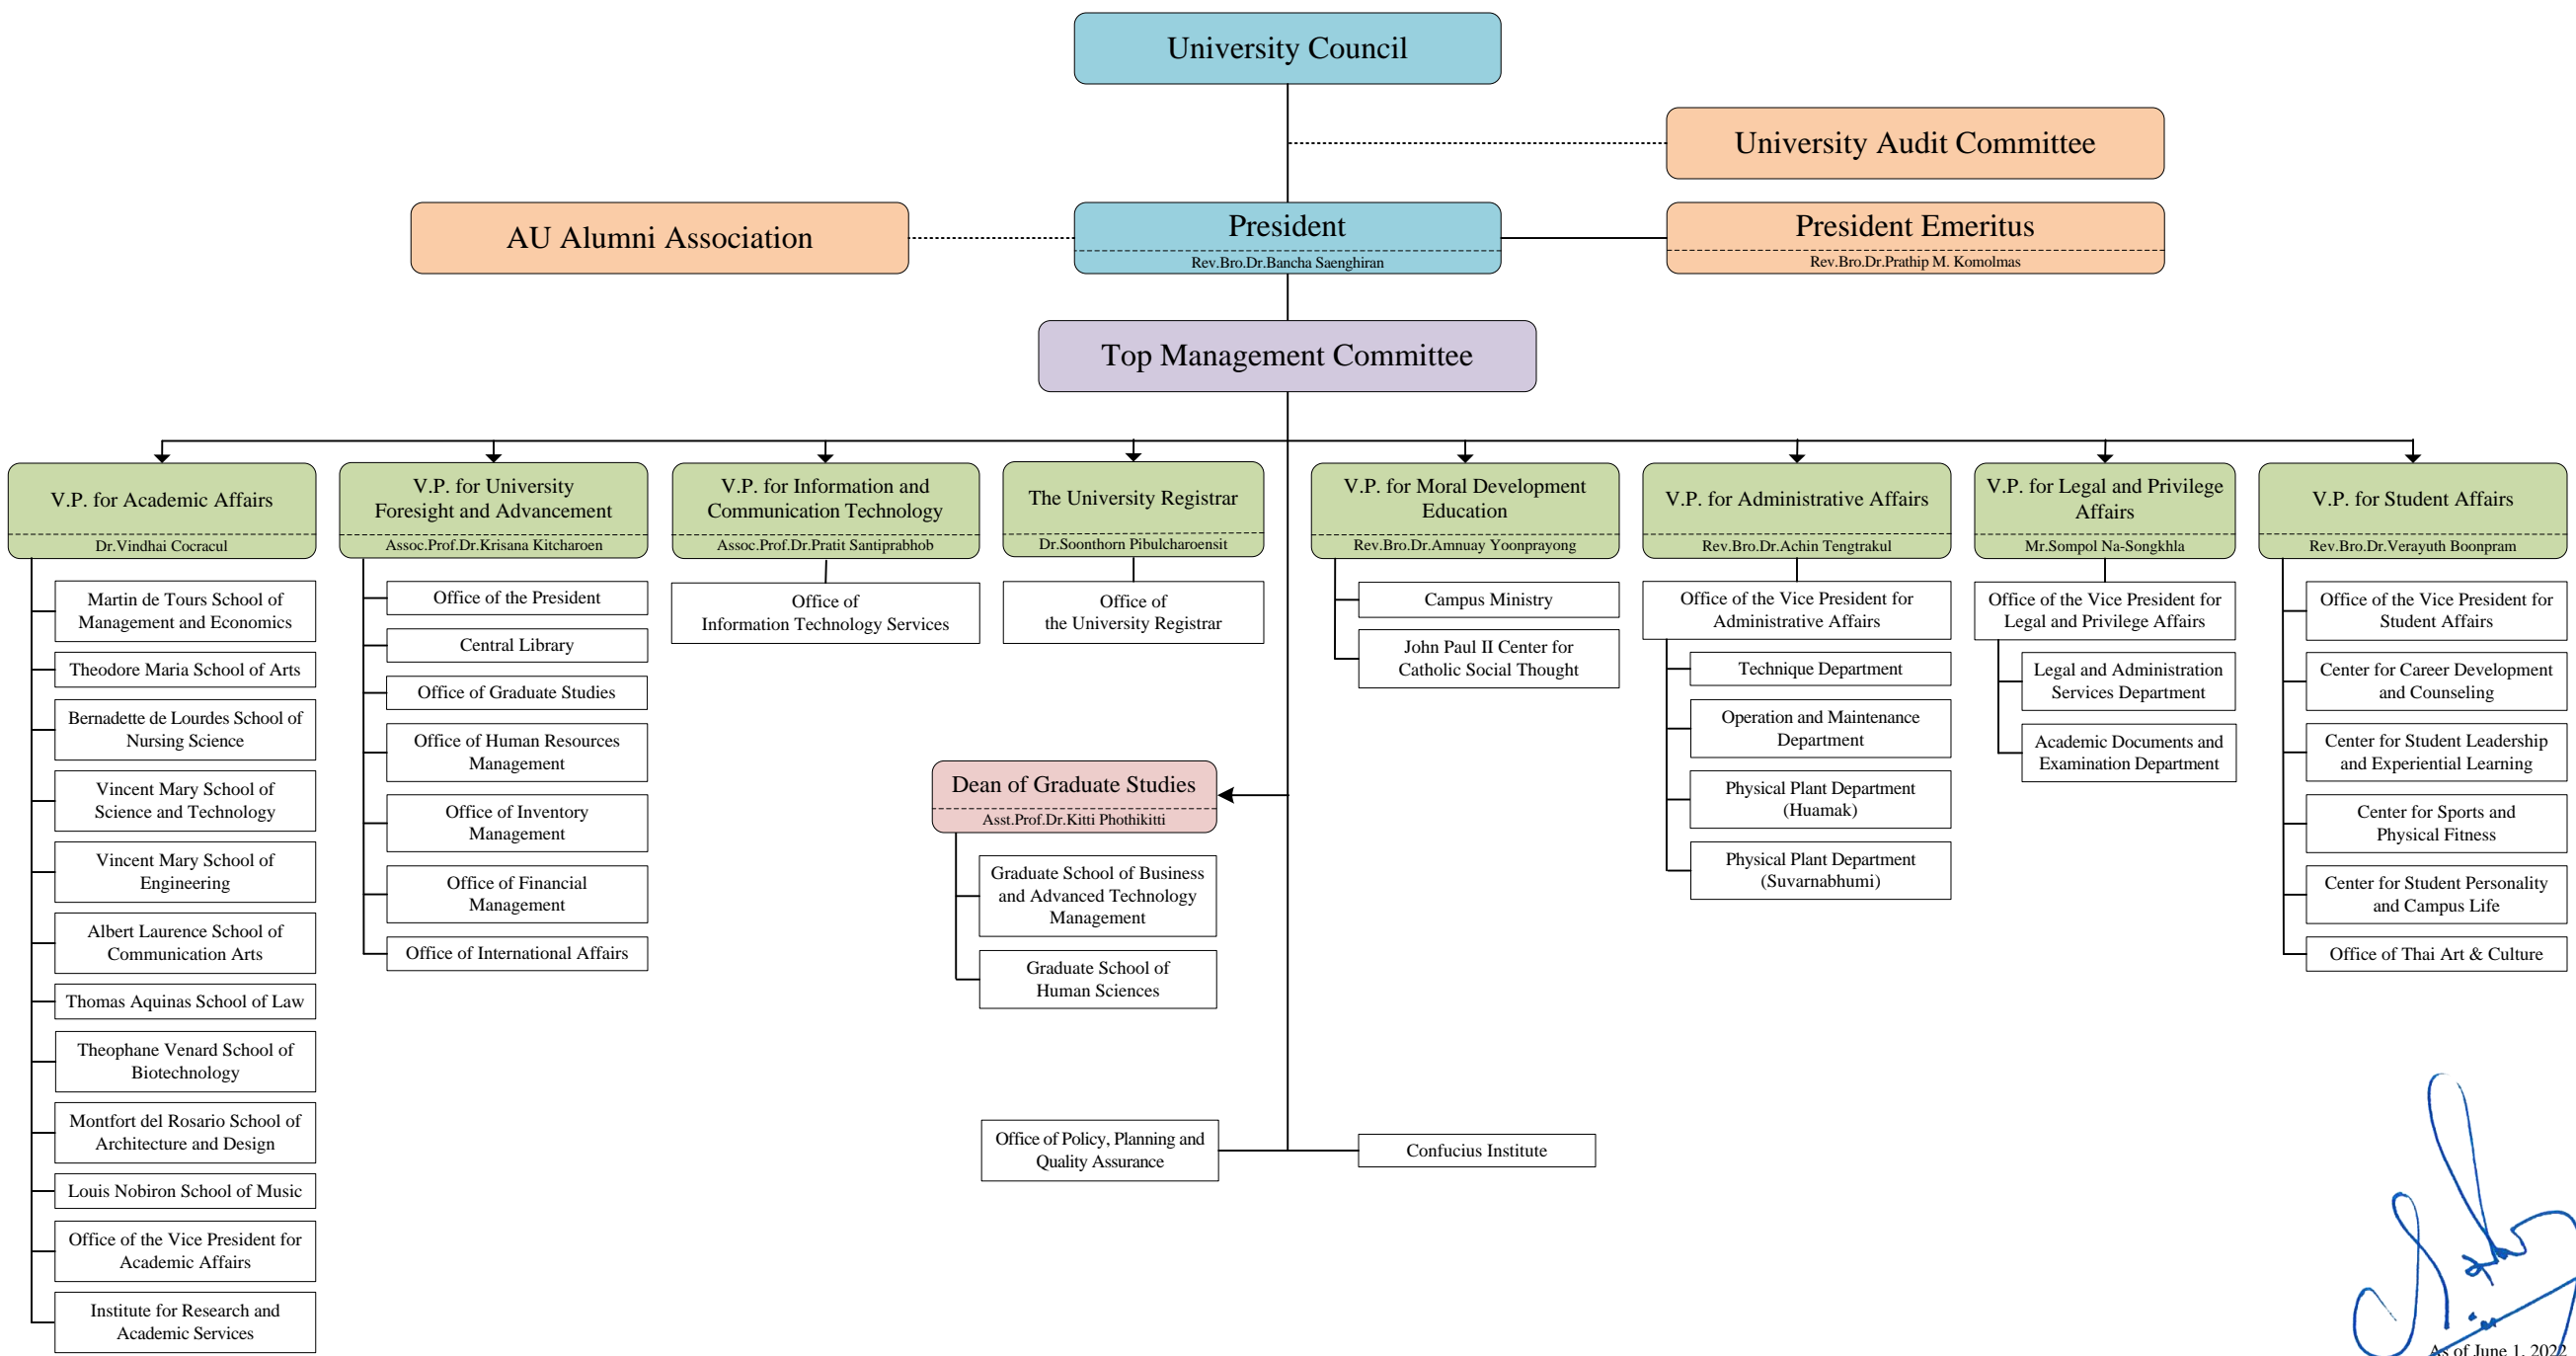 University Council
University Audit Committee
AU Alumni Association
President
Rev.Bro.Dr.Bancha Saenghiran
President Emeritus
Rev.Bro.Dr.Prathip M. Komolmas
Top Management Committee
V.P. for Academic Affairs
Dr.Vindhai Cocracul
Martin de Tours School of
Management and Economics
Theodore Maria School of Arts
Bernadette de Lourdes School of
Nursing Science
Vincent Mary School of
Science and Technology
Vincent Mary School of
Engineering
Albert Laurence School of
Communication Arts
Thomas Aquinas School of Law
Theophane Venard School of
Biotechnology
Montfort del Rosario School of
Architecture and Design
Louis Nobiron School of Music
Office of the Vice President for
Academic Affairs
Institute for Research and
Academic Services
V.P. for University
Foresight and Advancement
Assoc.Prof.Dr.Krisana Kitcharoen
Office of the President
Central Library
Office of Graduate Studies
Office of Human Resources
Management
Office of Inventory
Management
Office of Financial
Management
Office of International Affairs
V.P. for Information and
Communication Technology
Assoc.Prof.Dr.Pratit Santiprabhob
Office of
Information Technology Services
The University Registrar
Dr.Soonthorn Pibulcharoensit
Office of
the University Registrar
Dean of Graduate Studies
Asst.Prof.Dr.Kitti Phothikitti
Graduate School of Business
and Advanced Technology
Management
Graduate School of
Human Sciences
Office of Policy, Planning and
Quality Assurance
Confucius Institute
V.P. for Moral Development
Education
Rev.Bro.Dr.Amnuay Yoonprayong
Campus Ministry
John Paul II Center for
Catholic Social Thought
V.P. for Administrative Affairs
Rev.Bro.Dr.Achin Tengtrakul
Office of the Vice President for
Administrative Affairs
Technique Department
Operation and Maintenance
Department
Physical Plant Department
(Huamak)
Physical Plant Department
(Suvarnabhumi)
V.P. for Legal and Privilege
Affairs
Mr.Sompol Na-Songkhla
Office of the Vice President for
Legal and Privilege Affairs
Legal and Administration
Services Department
Academic Documents and
Examination Department
V.P. for Student Affairs
Rev.Bro.Dr.Verayuth Boonpram
Office of the Vice President for
Student Affairs
Center for Career Development
and Counseling
Center for Student Leadership
and Experiential Learning
Center for Sports and
Physical Fitness
Center for Student Personality
and Campus Life
Office of Thai Art & Culture
As of June 1, 2022